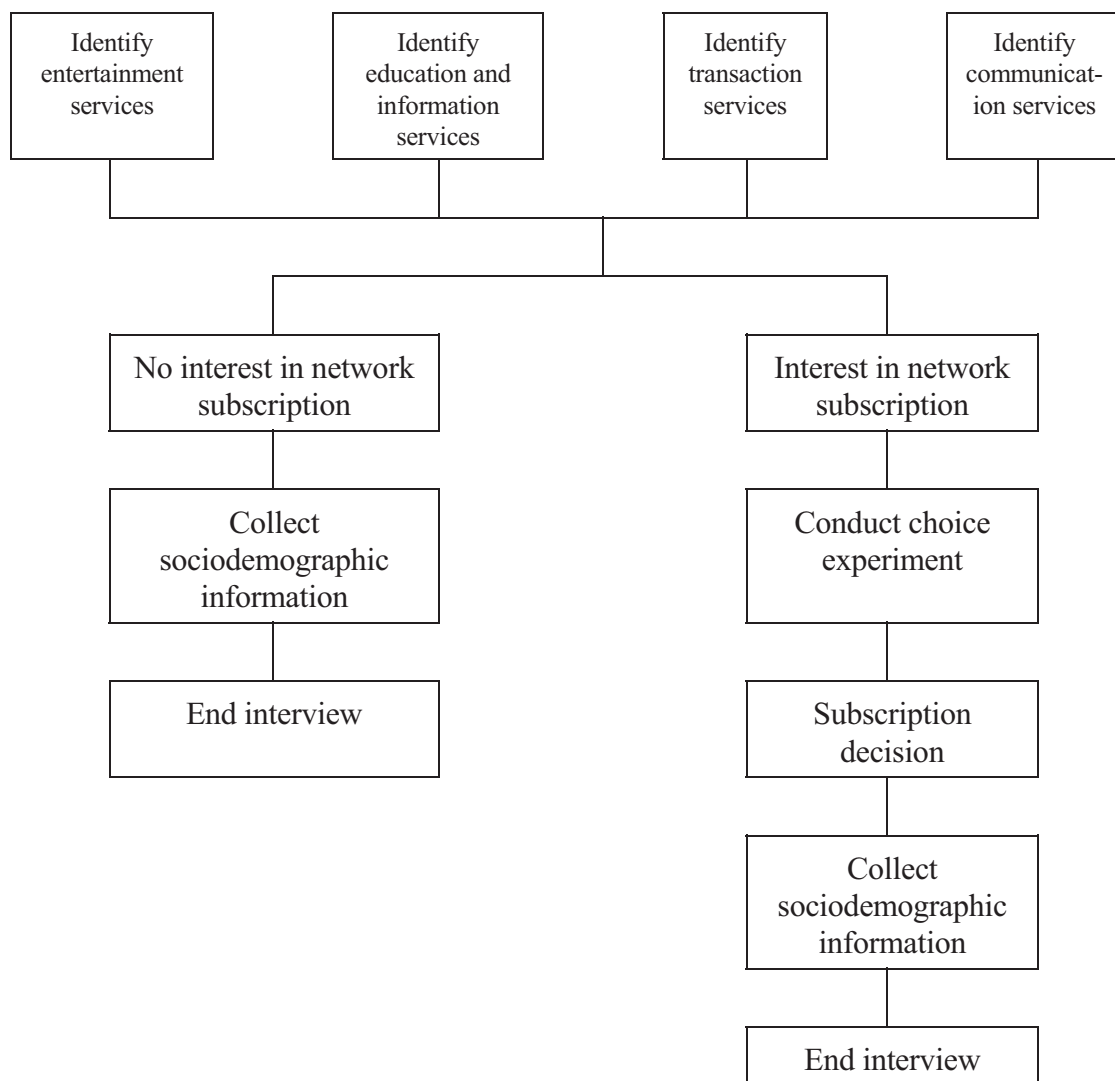 Identify
entertainment
services
Identify
education and
information
services
Identify
transaction
services
Identify
communicat-
ion services
No interest in network
subscription
Interest in network
subscription
Collect
sociodemographic
information
Conduct choice
experiment
End interview
Subscription
decision
Collect
sociodemographic
information
End interview